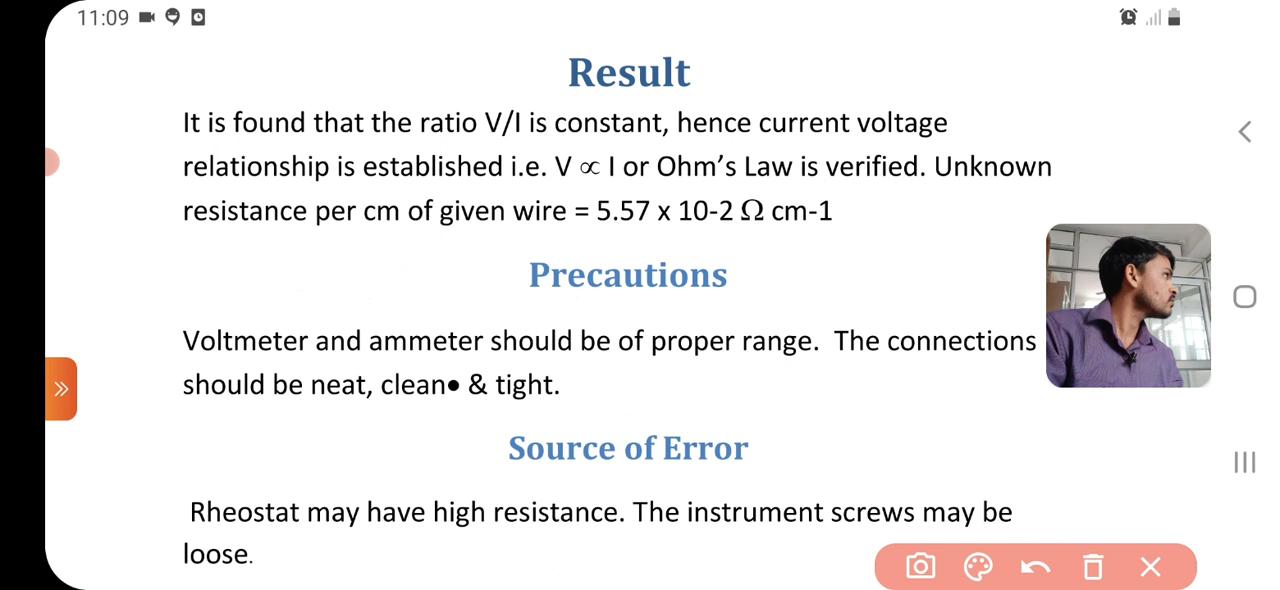 11:09
Result
It is found that the ratio V/I is constant, hence current voltage
relationship is established i.e. V ∝ I or Ohm’s Law is verified. Unknown
resistance per cm of given wire = 5.57 x 10-2 Ω cm-1
Precautions
Voltmeter and ammeter should be of proper range.  The connections
should be neat, clean● & tight.
Source of Error
Rheostat may have high resistance. The instrument screws may be
loose.